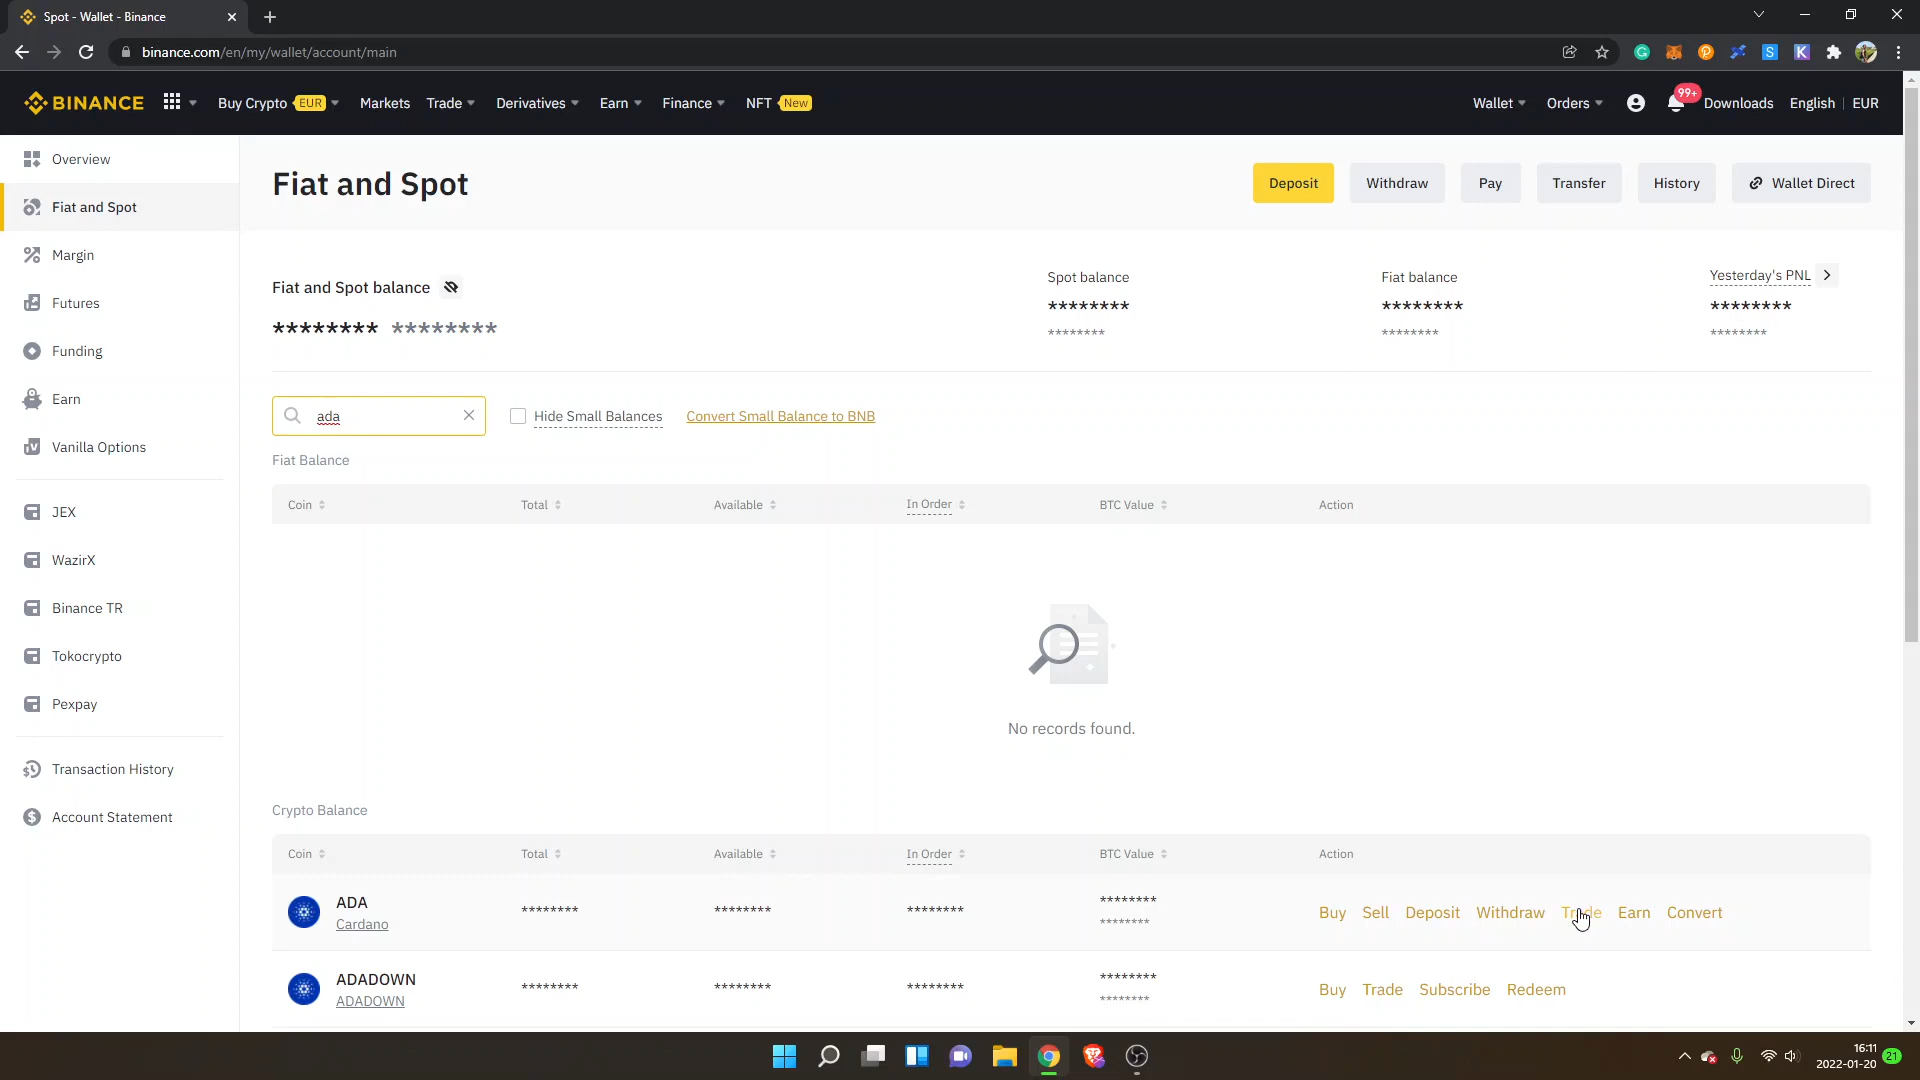 Spot - Wallet - Binance
binance.com/en/my/wallet/account/main
BINANCE Buy Crypto EUR Markets Trade Derivatives Earn Finance NFT New Wallet Orders 99+ Downloads English EUR
Overview
Fiat and Spot
Margin
Futures
Funding
Earn
Vanilla Options
JEX
WazirX
Binance TR
Tokocrypto
Pexpay
Transaction History
Account Statement
Fiat and Spot
Deposit Withdraw Pay Transfer History Wallet Direct
Fiat and Spot balance Spot balance Fiat balance Yesterday's PNL
******** ******** ******** ******** ********
******** ******** ********
ada Hide Small Balances Convert Small Balance to BNB
Fiat Balance
Coin Total Available In Order BTC Value Action
No records found.
Crypto Balance
Coin Total Available In Order BTC Value Action
ADA ******** ******** ******** ******** Buy Sell Deposit Withdraw Trade Earn Convert
Cardano ********
ADADOWN ******** ******** ******** ******** Buy Trade Subscribe Redeem
ADADOWN ********
16:11
2022-01-20 21